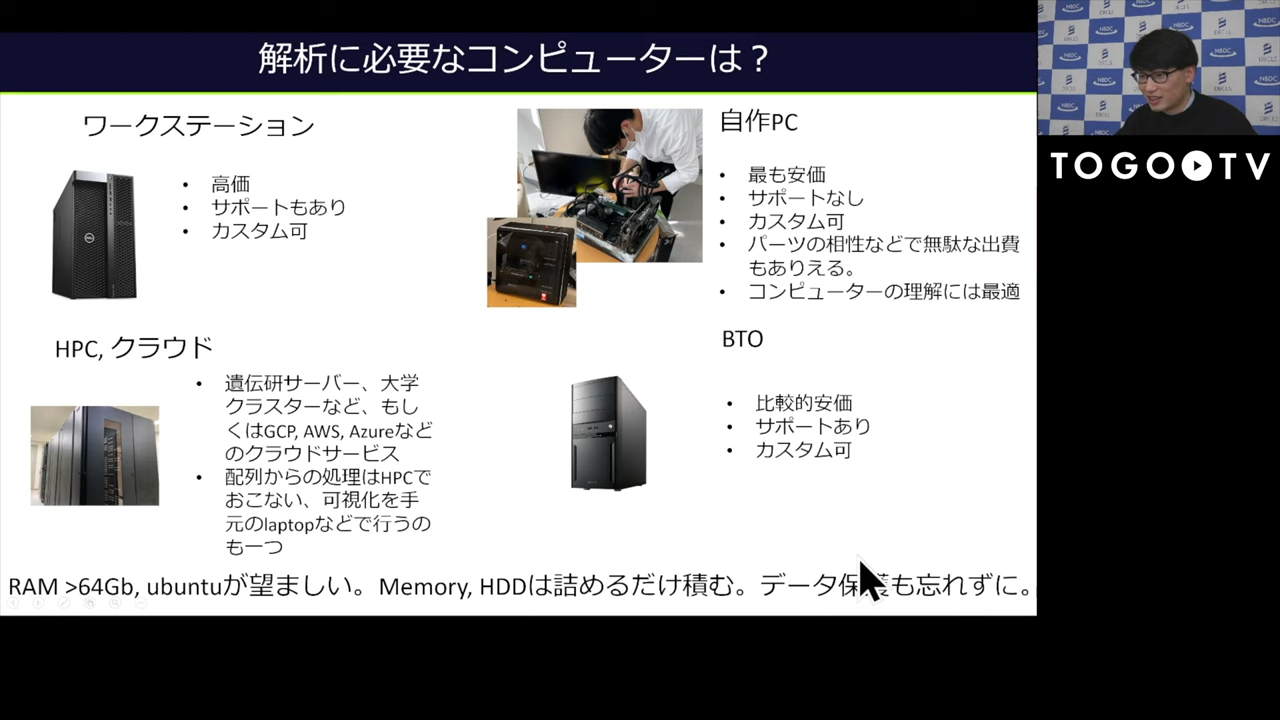 解析に必要なコンピューターは？
ワークステーション
• 高価
• サポートもあり
• カスタム可
自作PC
• 最も安価
• サポートなし
• カスタム可
• パーツの相性などで無駄な出費
もありえる。
• コンピューターの理解には最適
HPC, クラウド
• 遺伝研サーバー、大学
クラスターなど、もし
くはGCP, AWS, Azureなど
のクラウドサービス
• 配列からの処理はHPCで
おこない、可視化を手
元のlaptopなどで行うの
も一つ
BTO
• 比較的安価
• サポートあり
• カスタム可
RAM >64Gb, ubuntuが望ましい。Memory, HDDは詰めるだけ積む。データ保護も忘れずに。
TOGO TV
NBDC
DBCLS